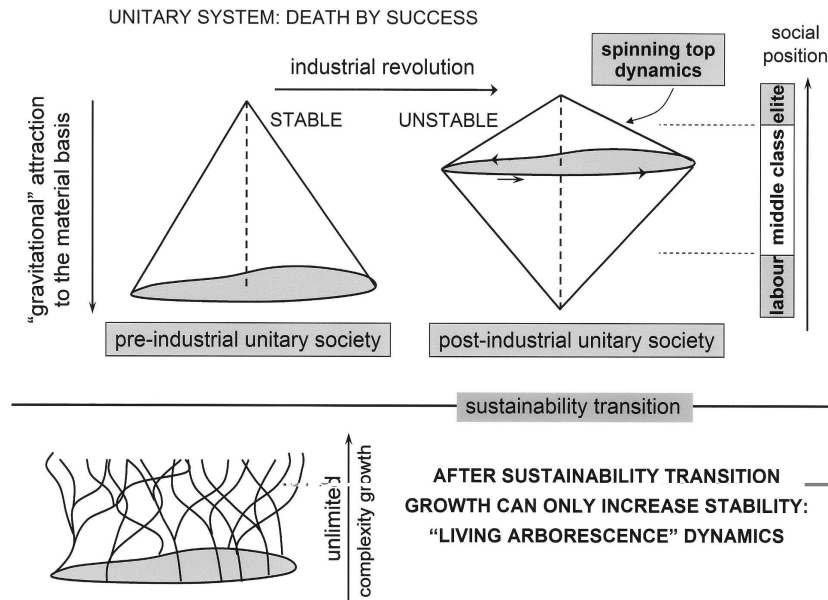 UNITARY SYSTEM: DEATH BY SUCCESS
social
position
industrial revolution
spinning top
dynamics
STABLE
UNSTABLE
elite
middle class
labour
"gravitational" attraction
to the material basis
pre-industrial unitary society
post-industrial unitary society
sustainability transition
unlimited
complexity growth
AFTER SUSTAINABILITY TRANSITION
GROWTH CAN ONLY INCREASE STABILITY:
"LIVING ARBORESCENCE" DYNAMICS